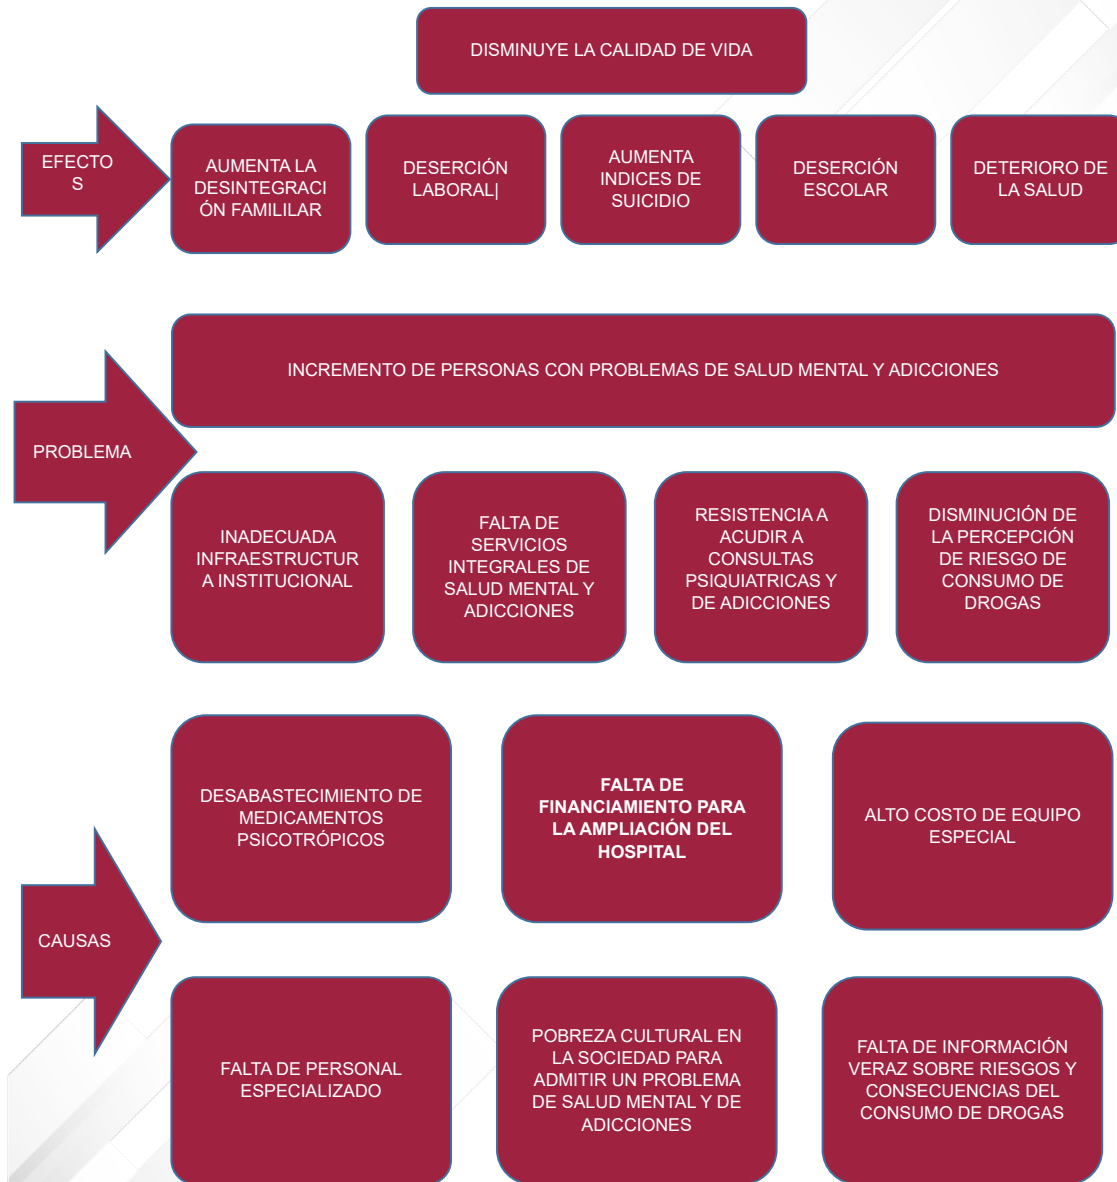 DISMINUYE LA CALIDAD DE VIDA
EFECTO
S
AUMENTA LA
DESINTEGRACI
ÓN FAMILILAR
DESERCIÓN
LABORAL|
AUMENTA
INDICES DE
SUICIDIO
DESERCIÓN
ESCOLAR
DETERIORO DE
LA SALUD
INCREMENTO DE PERSONAS CON PROBLEMAS DE SALUD MENTAL Y ADICCIONES
PROBLEMA
INADECUADA
INFRAESTRUCTUR
A INSTITUCIONAL
FALTA DE
SERVICIOS
INTEGRALES DE
SALUD MENTAL Y
ADICCIONES
RESISTENCIA A
ACUDIR A
CONSULTAS
PSIQUIATRICAS Y
DE ADICCIONES
DISMINUCIÓN DE
LA PERCEPCIÓN
DE RIESGO DE
CONSUMO DE
DROGAS
DESABASTECIMIENTO DE
MEDICAMENTOS
PSICOTRÓPICOS
FALTA DE
FINANCIAMIENTO PARA
LA AMPLIACIÓN DEL
HOSPITAL
ALTO COSTO DE EQUIPO
ESPECIAL
CAUSAS
FALTA DE PERSONAL
ESPECIALIZADO
POBREZA CULTURAL EN
LA SOCIEDAD PARA
ADMITIR UN PROBLEMA
DE SALUD MENTAL Y DE
ADICCIONES
FALTA DE INFORMACIÓN
VERAZ SOBRE RIESGOS Y
CONSECUENCIAS DEL
CONSUMO DE DROGAS